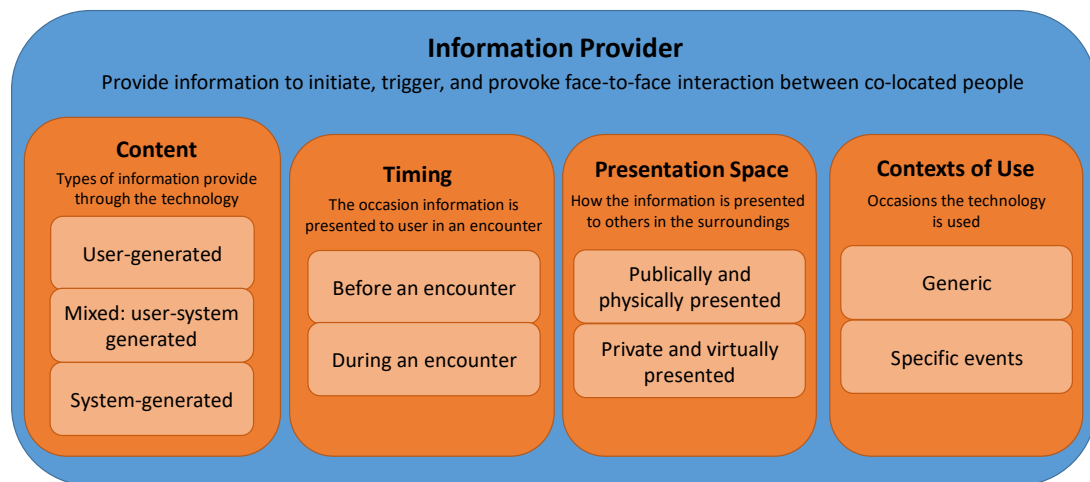 Information Provider
Provide information to initiate, trigger, and provoke face-to-face interaction between co-located people
Content
Types of information provide
through the technology
User-generated
Mixed: user-system
generated
System-generated
Timing
The occasion information is
presented to user in an encounter
Before an encounter
During an encounter
Presentation Space
How the information is presented
to others in the surroundings
Publically and
physically presented
Private and virtually
presented
Contexts of Use
Occasions the technology
is used
Generic
Specific events